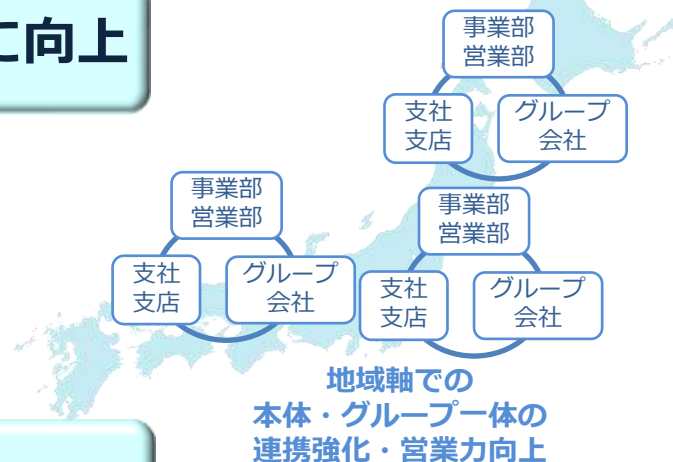 に向上
事業部
営業部
支社
支店
グループ
会社
事業部
営業部
支社
支店
グループ
会社
事業部
営業部
支社
支店
グループ
会社
地域軸での
本体・グループ一体の
連携強化・営業力向上